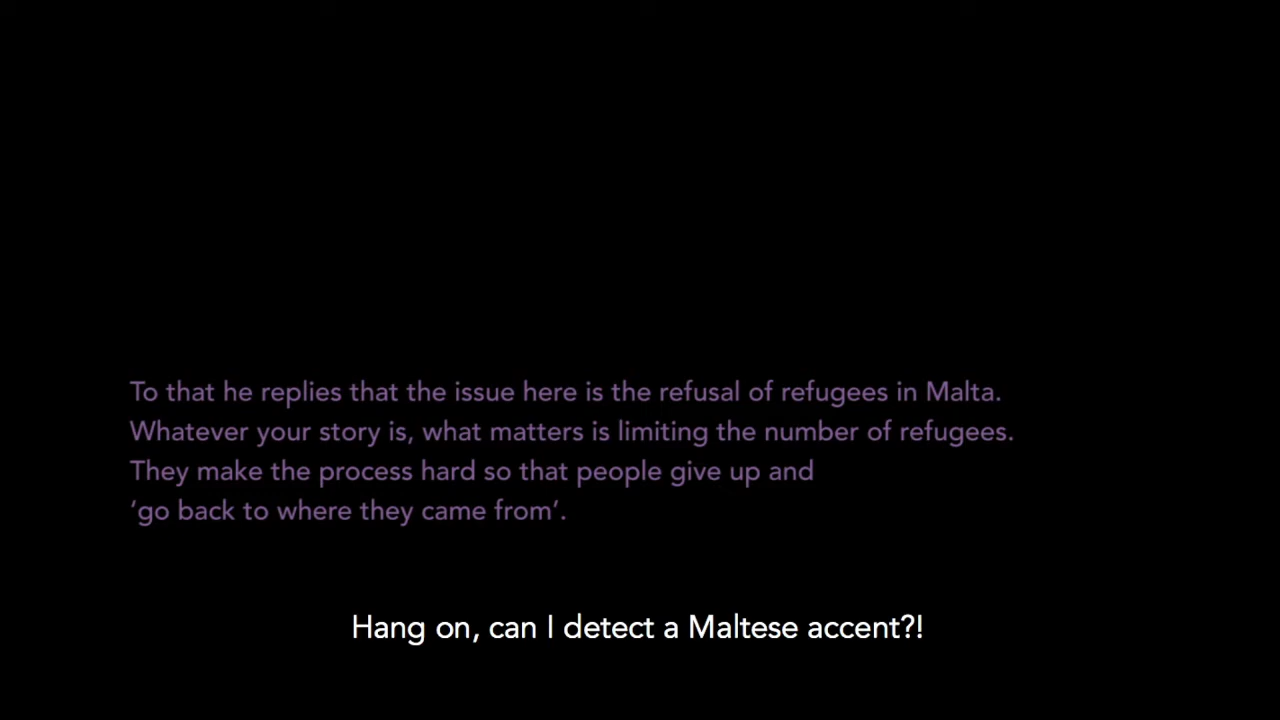 To that he replies that the issue here is the refusal of refugees in Malta.
Whatever your story is, what matters is limiting the number of refugees.
They make the process hard so that people give up and
‘go back to where they came from’.
Hang on, can I detect a Maltese accent?!